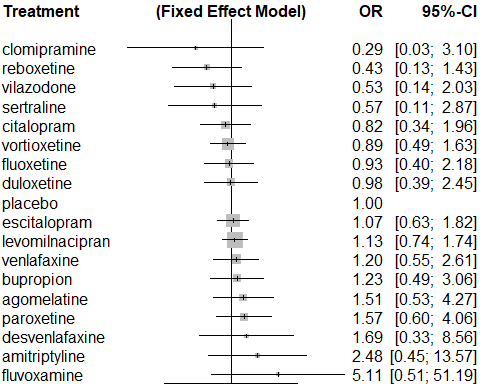 Treatment (Fixed Effect Model) OR 95%-CI
clomipramine 0.29 [0.03; 3.10]
reboxetine 0.43 [0.13; 1.43]
vilazodone 0.53 [0.14; 2.03]
sertraline 0.57 [0.11; 2.87]
citalopram 0.82 [0.34; 1.96]
vortioxetine 0.89 [0.49; 1.63]
fluoxetine 0.93 [0.40; 2.18]
duloxetine 0.98 [0.39; 2.45]
placebo 1.00
escitalopram 1.07 [0.63; 1.82]
levomilnacipran 1.13 [0.74; 1.74]
venlafaxine 1.20 [0.55; 2.61]
bupropion 1.23 [0.49; 3.06]
agomelatine 1.51 [0.53; 4.27]
paroxetine 1.57 [0.60; 4.06]
desvenlafaxine 1.69 [0.33; 8.56]
amitriptyline 2.48 [0.45; 13.57]
fluvoxamine 5.11 [0.51; 51.19]